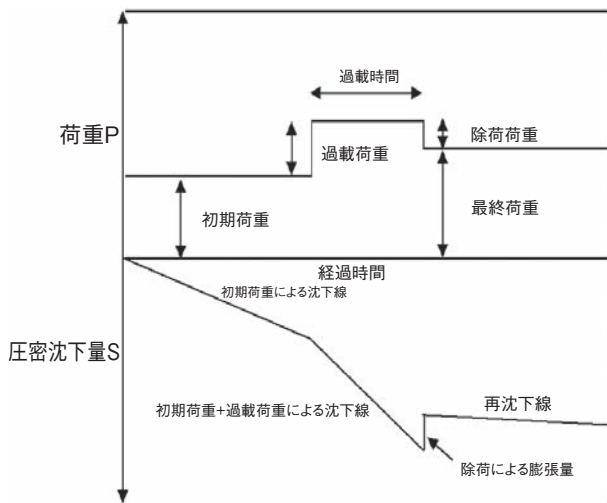 過載時間
荷重P
除荷荷重
過載荷重
初期荷重
最終荷重
経過時間
初期荷重による沈下線
圧密沈下量S
初期荷重+過載荷重による沈下線
再沈下線
除荷による膨張量